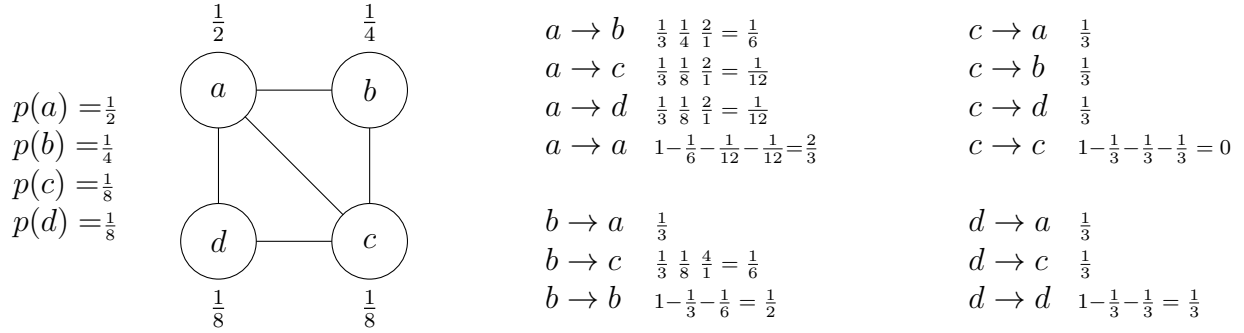 p(a) = 1/2
p(b) = 1/4
p(c) = 1/8
p(d) = 1/8
1/2 1/4
a b
d c
1/8 1/8
a → b 1/3 1/4 2/1 = 1/6
a → c 1/3 1/8 2/1 = 1/12
a → d 1/3 1/8 2/1 = 1/12
a → a 1−1/6−1/12−1/12=2/3
b → a 1/3
b → c 1/3 1/8 4/1 = 1/6
b → b 1−1/3−1/6 = 1/2
c → a 1/3
c → b 1/3
c → d 1/3
c → c 1−1/3−1/3−1/3 = 0
d → a 1/3
d → c 1/3
d → d 1−1/3−1/3 = 1/3